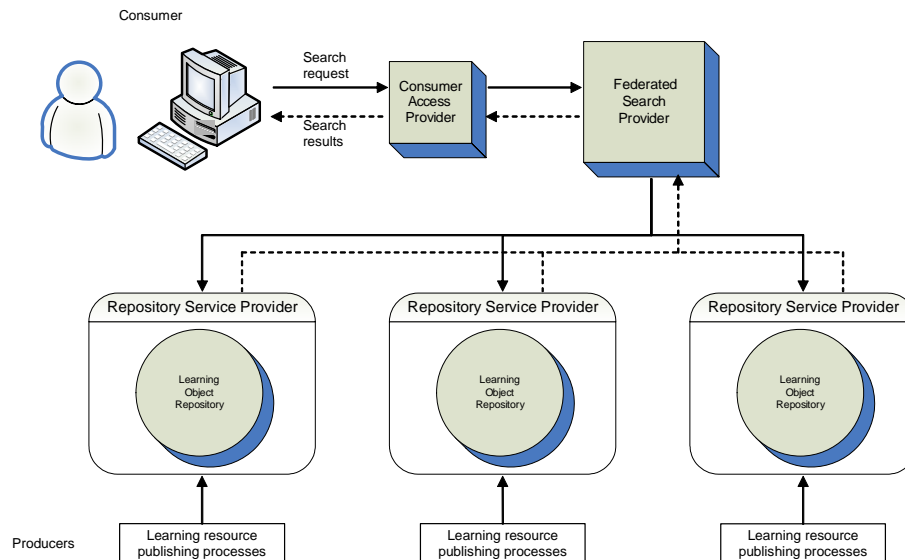 Consumer
Search
request
Search
results
Consumer
Access
Provider
Federated
Search
Provider
Repository Service Provider
Repository Service Provider
Repository Service Provider
Learning
Object
Repository
Learning
Object
Repository
Learning
Object
Repository
Producers
Learning resource
publishing processes
Learning resource
publishing processes
Learning resource
publishing processes